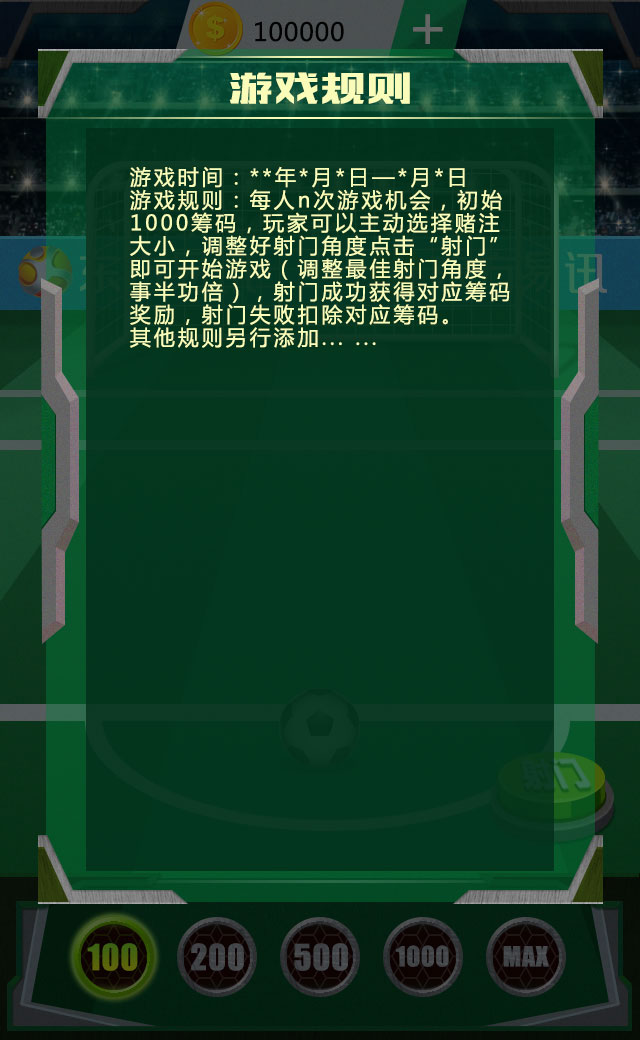 100000
游戏规则
游戏时间：**年*月*日—*月*日
游戏规则：每人n次游戏机会，初始
1000筹码，玩家可以主动选择赌注
大小，调整好射门角度点击“射门”
即可开始游戏（调整最佳射门角度，
事半功倍），射门成功获得对应筹码
奖励，射门失败扣除对应筹码。
其他规则另行添加... ...
讯
射门
100 200 500 1000 MAX